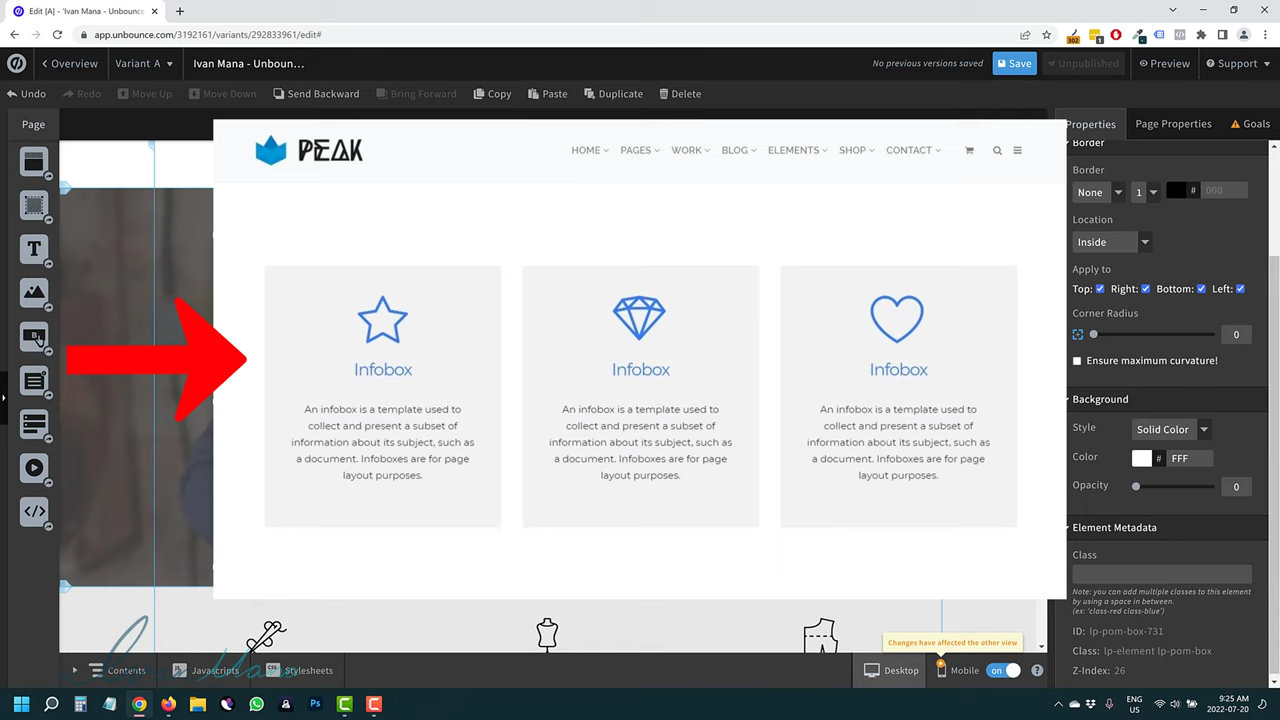 Edit [A] - 'Ivan Mana - Unbounce
app.unbounce.com/3192161/variants/292833961/edit#
302
1
Overview
Variant A
Ivan Mana - Unboun...
No previous versions saved
Save
Unpublished
Preview
Support
Undo
Redo
Move Up
Move Down
Send Backward
Bring Forward
Copy
Paste
Duplicate
Delete
Page
Properties
Page Properties
Goals
PEAK
HOME
PAGES
WORK
BLOG
ELEMENTS
SHOP
CONTACT
Infobox
An infobox is a template used to
collect and present a subset of
information about its subject, such as
a document. Infoboxes are for page
layout purposes.
Infobox
An infobox is a template used to
collect and present a subset of
information about its subject, such as
a document. Infoboxes are for page
layout purposes.
Infobox
An infobox is a template used to
collect and present a subset of
information about its subject, such as
a document. Infoboxes are for page
layout purposes.
Border
Border
None
1
# 000
Location
Inside
Apply to
Top: Right: Bottom: Left:
Corner Radius
0
Ensure maximum curvature!
Background
Style
Solid Color
Color
# FFF
Opacity
0
Element Metadata
Class
Note: you can add multiple classes to this element
by using a space in between.
(ex: 'class-red class-blue')
ID: lp-pom-box-731
Class: lp-element lp-pom-box
Z-Index: 26
Changes have affected the other view
Contents
Javascripts
Stylesheets
Desktop
Mobile
on
?
ENG
US
9:25 AM
2022-07-20